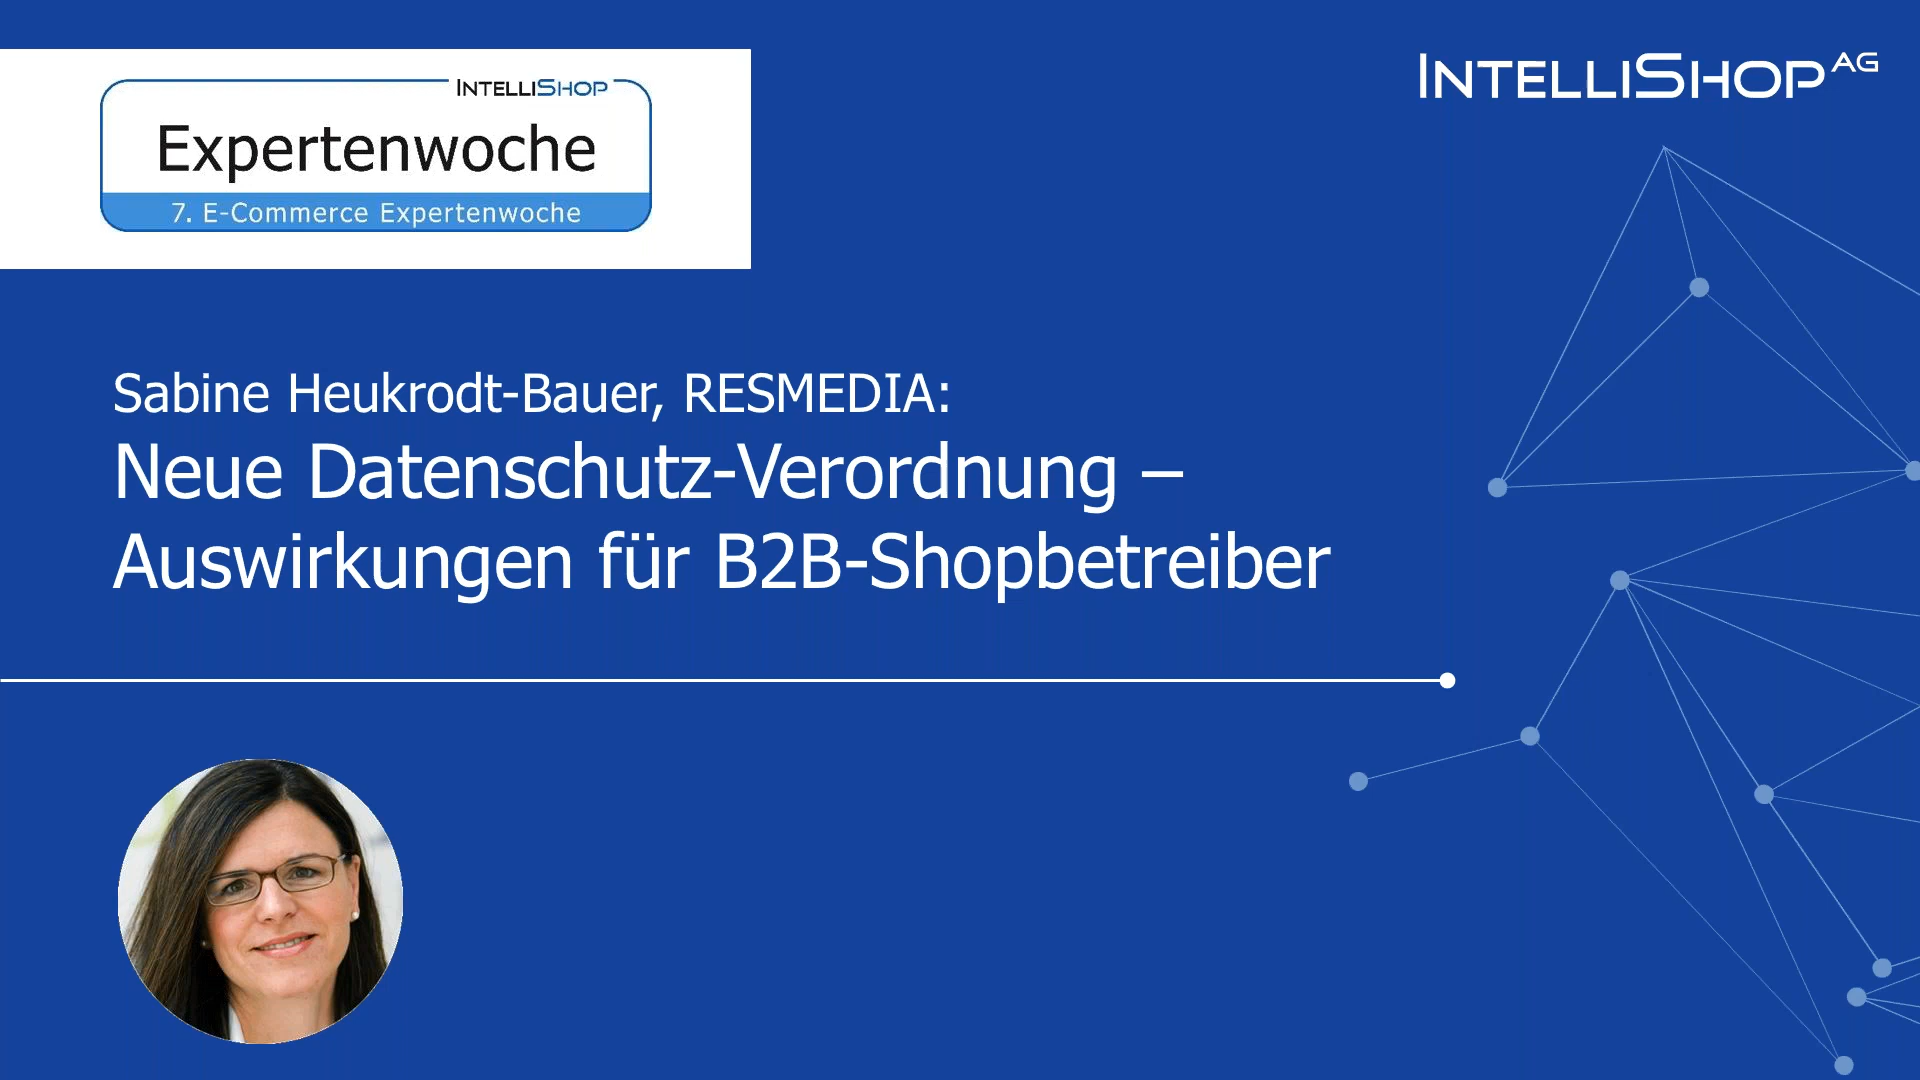 INTELLISHOP
Expertenwoche
7. E-Commerce Expertenwoche
INTELLISHOP AG
Sabine Heukrodt-Bauer, RESMEDIA:
Neue Datenschutz-Verordnung –
Auswirkungen für B2B-Shopbetreiber